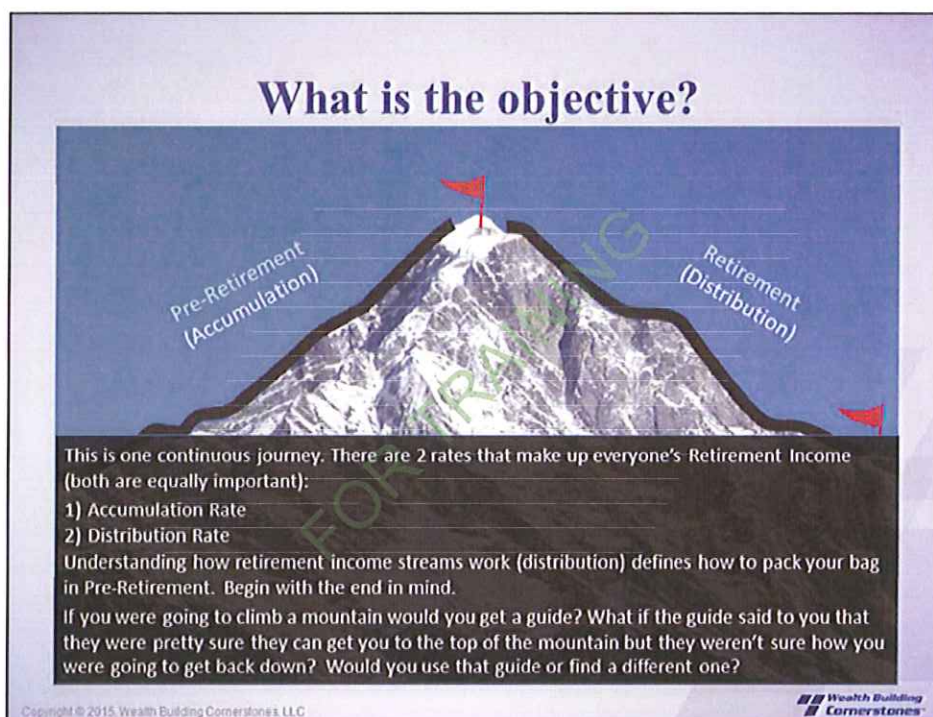 What is the objective?
Pre-Retirement
(Accumulation)
Retirement
(Distribution)
FOR TRAINING
This is one continuous journey. There are 2 rates that make up everyone's Retirement Income
(both are equally important):
1) Accumulation Rate
2) Distribution Rate
Understanding how retirement income streams work (distribution) defines how to pack your bag
in Pre-Retirement. Begin with the end in mind.
If you were going to climb a mountain would you get a guide? What if the guide said to you that
they were pretty sure they can get you to the top of the mountain but they weren't sure how you
were going to get back down? Would you use that guide or find a different one?
Copyright © 2015, Wealth Building Cornerstones, LLC
Wealth Building
Cornerstones